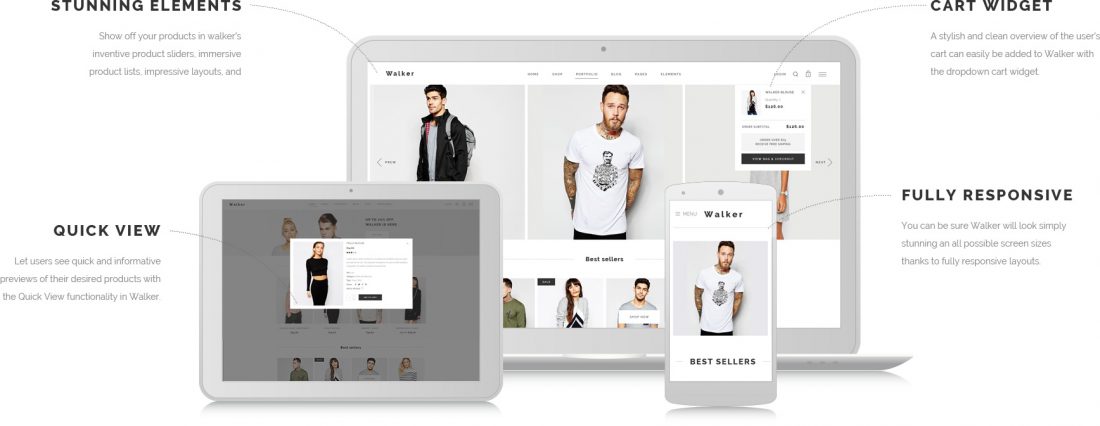 STUNNING ELEMENTS
Show off your products in walker's
inventive product sliders, immersive
product lists, impressive layouts, and
CART WIDGET
A stylish and clean overview of the user's
cart can easily be added to Walker with
the dropdown cart widget.
Walker
HOME SHOP PORTFOLIO BLOG PAGES ELEMENTS
LOGIN
WALKER BLOUSE
$126.00
ORDER SUBTOTAL $126.00
VIEW BAG & CHECKOUT
PREV
NEXT
Best sellers
SALE
SHOP NOW
QUICK VIEW
Let users see quick and informative
previews of their desired products with
the Quick View functionality in Walker.
Walker
Best sellers
FULLY RESPONSIVE
You can be sure Walker will look simply
stunning an all possible screen sizes
thanks to fully responsive layouts.
MENU Walker
BEST SELLERS